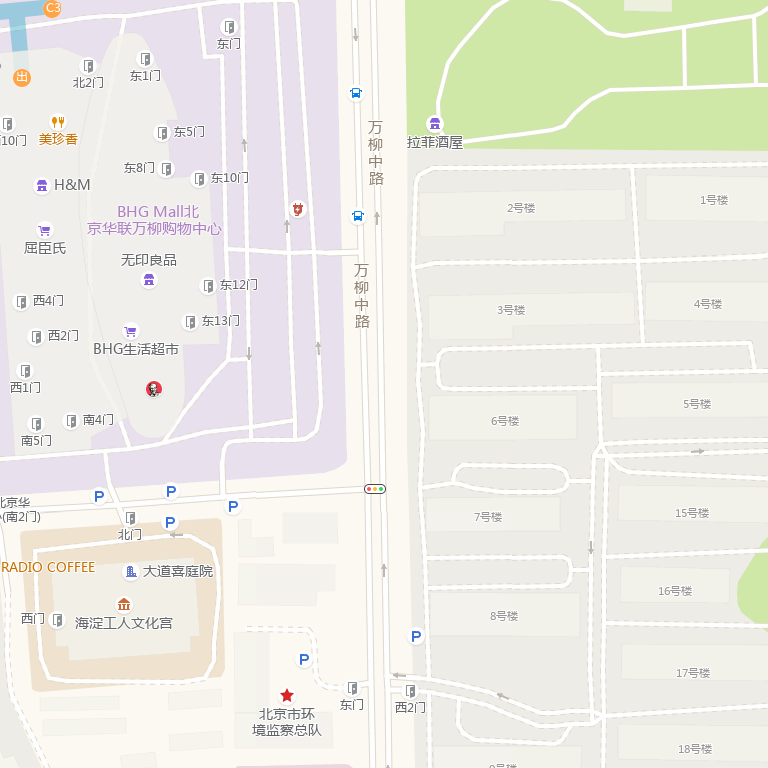 C3
出
东门
北2门
东1门
美珍香
10门
东5门
东8门
东10门
H&M
BHG Mall北
京华联万柳购物中心
屈臣氏
无印良品
西4门
东12门
西2门
东13门
BHG生活超市
西1门
南4门
南5门
万柳中路
万柳中路
拉菲酒屋
1号楼
2号楼
3号楼
4号楼
5号楼
6号楼
7号楼
15号楼
8号楼
16号楼
17号楼
18号楼
P
P
P
P
北京华
(南2门)
北门
RADIO COFFEE
大道喜庭院
西门
海淀工人文化宫
P
P
北京市环
境监察总队
东门
西2门